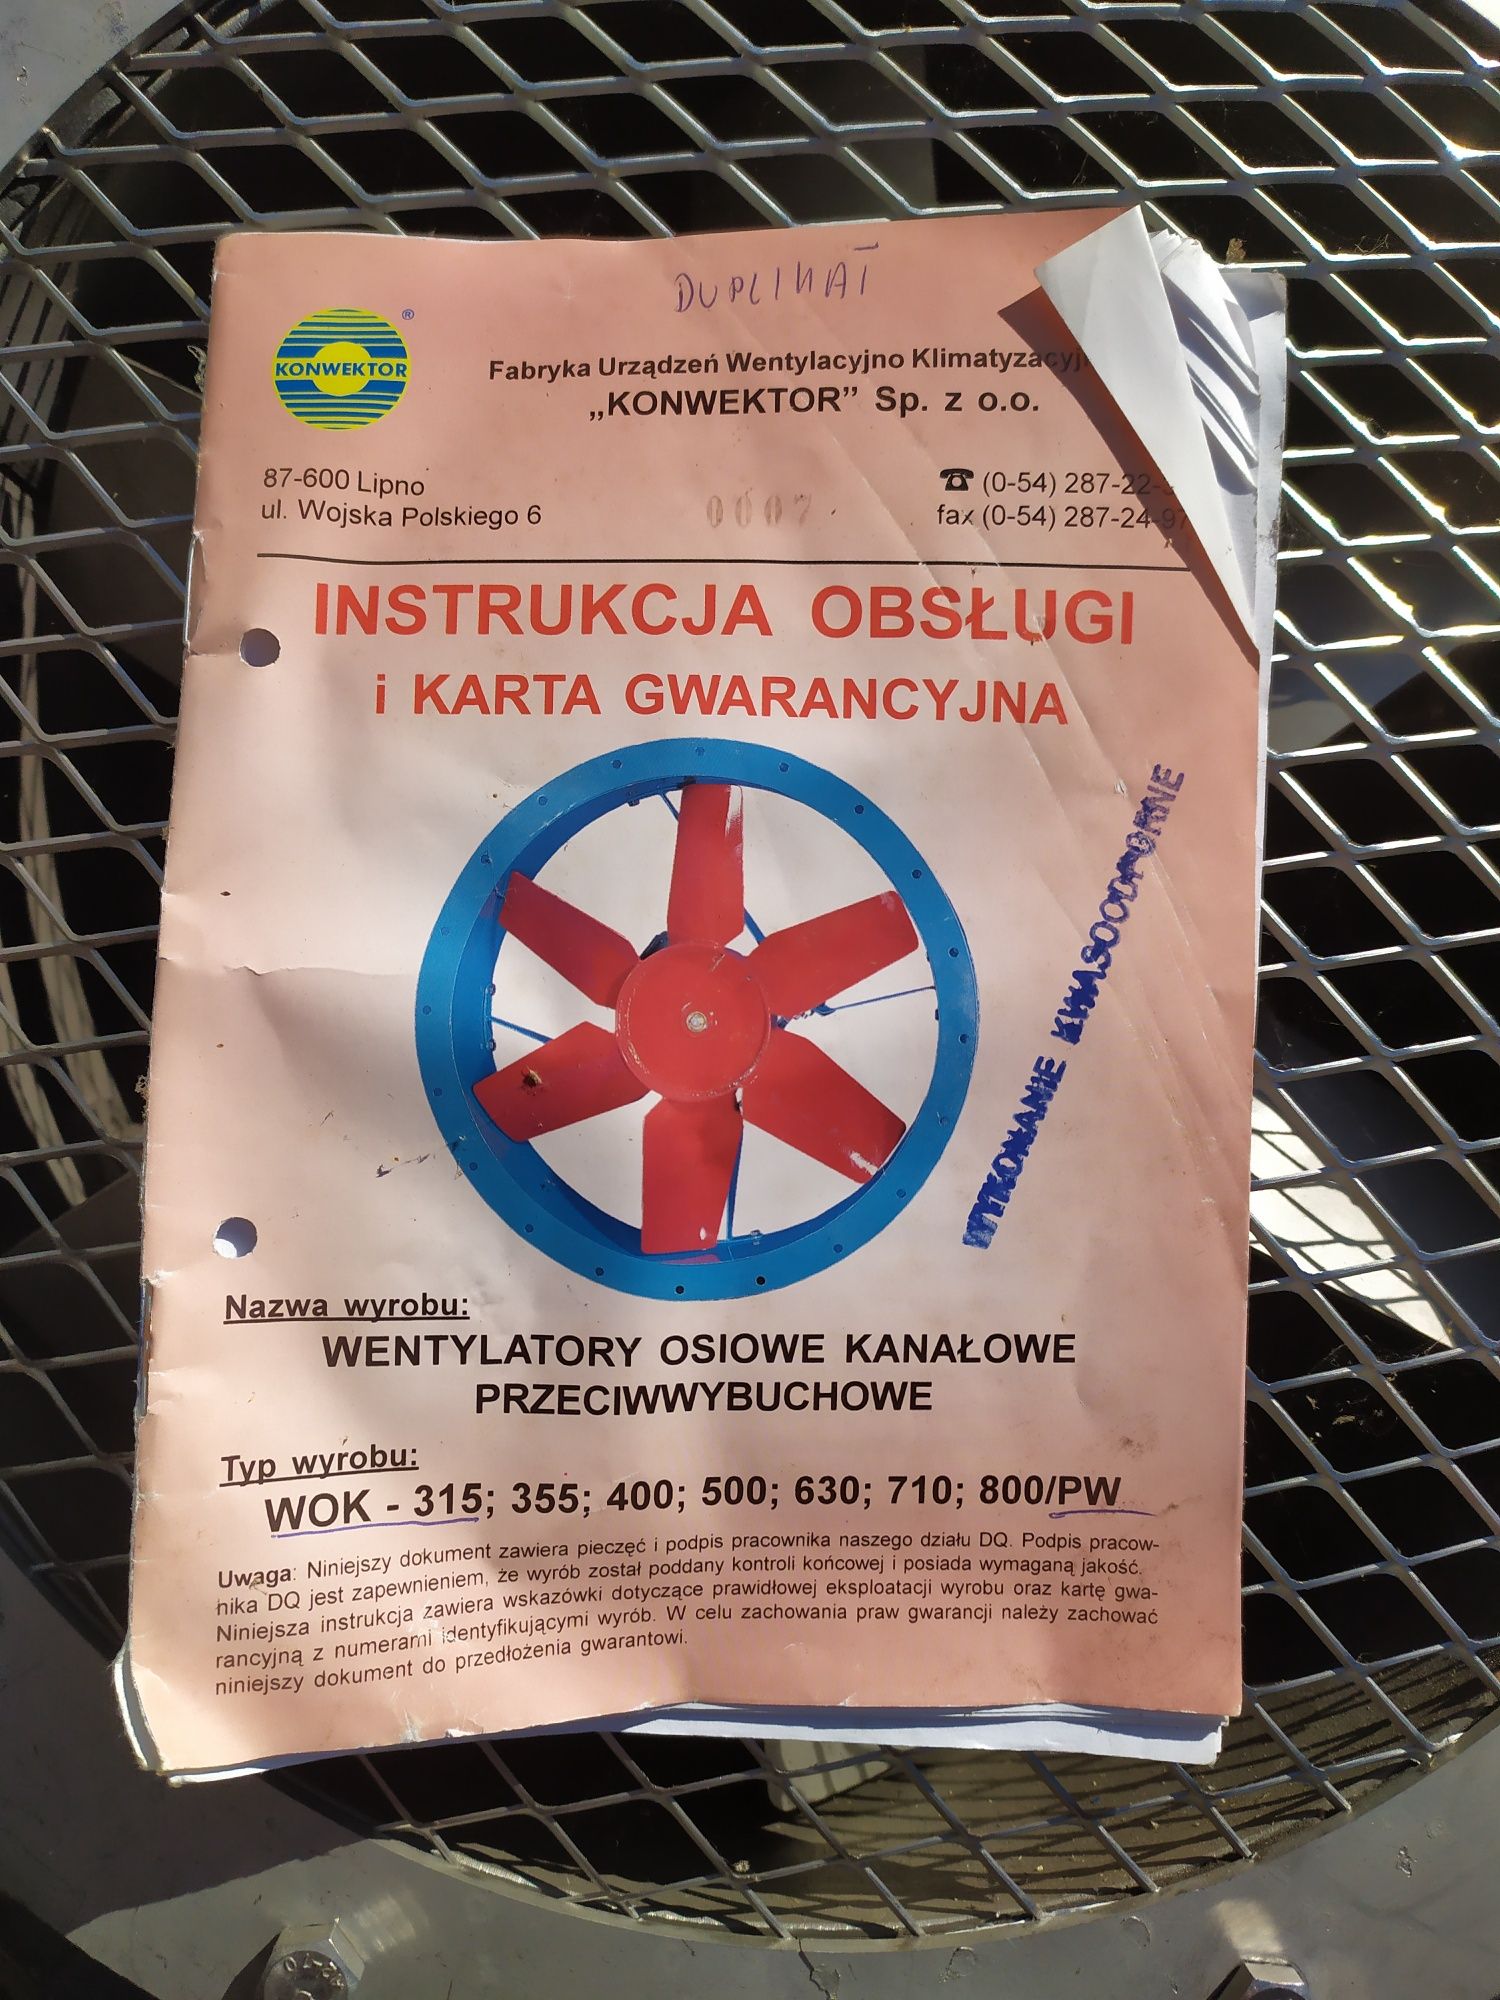 DUPLIKAT
KONWEKTOR ®
Fabryka Urządzeń Wentylacyjno
„KONWEKTOR” Sp. z o.o.
87-600 Lipno
ul. Wojska Polskiego 6
0007
☎ (0-54) 287-22-
fax (0-54) 287-24-97
INSTRUKCJA OBSŁUGI
i KARTA GWARANCYJNA
WYKONANIE KWASOODPORNE
Nazwa wyrobu:
WENTYLATORY OSIOWE KANAŁOWE
PRZECIWWYBUCHOWE
Typ wyrobu:
WOK - 315; 355; 400; 500; 630; 710; 800/PW
Uwaga: Niniejszy dokument zawiera pieczęć i podpis pracownika naszego działu DQ. Podpis pracow-
nika DQ jest zapewnieniem, że wyrób został poddany kontroli końcowej i posiada wymaganą jakość.
Niniejsza instrukcja zawiera wskazówki dotyczące prawidłowej eksploatacji wyrobu oraz kartę gwa-
rancyjną z numerami identyfikującymi wyrób. W celu zachowania praw gwarancji należy zachować
niniejszy dokument do przedłożenia gwarantowi.